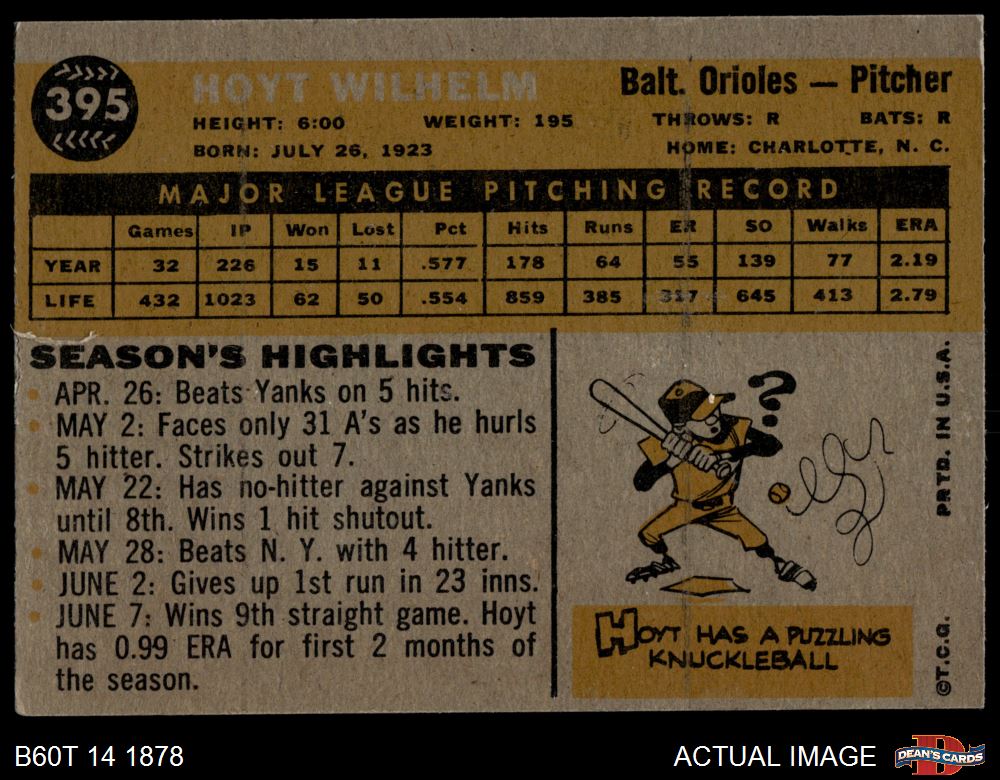 395
HOYT WILHELM
Balt. Orioles — Pitcher
HEIGHT: 6:00 WEIGHT: 195 THROWS: R BATS: R
BORN: JULY 26, 1923 HOME: CHARLOTTE, N. C.
MAJOR LEAGUE PITCHING RECORD
Games IP Won Lost Pct Hits Runs ER SO Walks ERA
YEAR 32 226 15 11 .577 178 64 55 139 77 2.19
LIFE 432 1023 62 50 .554 859 385 317 645 413 2.79
SEASON'S HIGHLIGHTS
• APR. 26: Beats Yanks on 5 hits.
• MAY 2: Faces only 31 A's as he hurls
5 hitter. Strikes out 7.
• MAY 22: Has no-hitter against Yanks
until 8th. Wins 1 hit shutout.
• MAY 28: Beats N. Y. with 4 hitter.
• JUNE 2: Gives up 1st run in 23 inns.
• JUNE 7: Wins 9th straight game. Hoyt
has 0.99 ERA for first 2 months of
the season.
?
HOYT HAS A PUZZLING
KNUCKLEBALL
©T.C.G. PRTD. IN U.S.A.
B60T 14 1878
ACTUAL IMAGE
D
DEAN'S CARDS